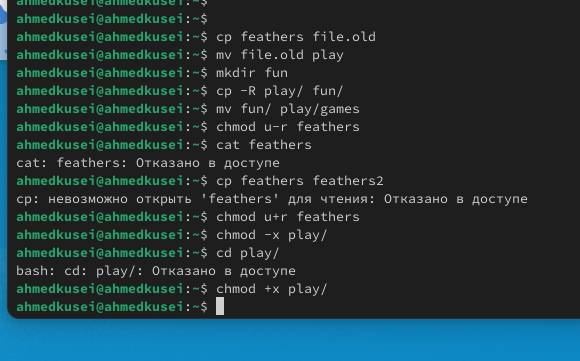 ahmedkusei@ahmedkusei:~$
ahmedkusei@ahmedkusei:~$
ahmedkusei@ahmedkusei:~$ cp feathers file.old
ahmedkusei@ahmedkusei:~$ mv file.old play
ahmedkusei@ahmedkusei:~$ mkdir fun
ahmedkusei@ahmedkusei:~$ cp -R play/ fun/
ahmedkusei@ahmedkusei:~$ mv fun/ play/games
ahmedkusei@ahmedkusei:~$ chmod u-r feathers
ahmedkusei@ahmedkusei:~$ cat feathers
cat: feathers: Отказано в доступе
ahmedkusei@ahmedkusei:~$ cp feathers feathers2
cp: невозможно открыть 'feathers' для чтения: Отказано в доступе
ahmedkusei@ahmedkusei:~$ chmod u+r feathers
ahmedkusei@ahmedkusei:~$ chmod -x play/
ahmedkusei@ahmedkusei:~$ cd play/
bash: cd: play/: Отказано в доступе
ahmedkusei@ahmedkusei:~$ chmod +x play/
ahmedkusei@ahmedkusei:~$